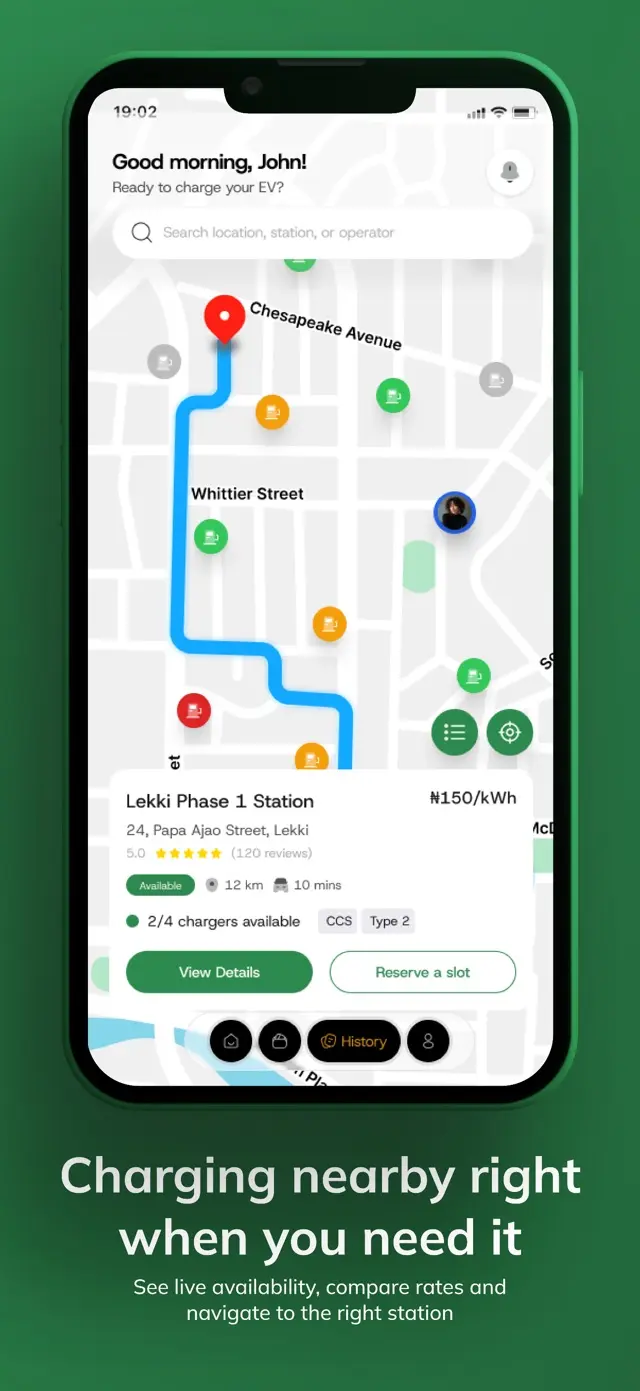 19:02
Good morning, John!
Ready to charge your EV?
Search location, station, or operator
Chesapeake Avenue
Whittier Street
Lekki Phase 1 Station
₦150/kWh
24, Papa Ajao Street, Lekki
5.0 (120 reviews)
Available 12 km 10 mins
2/4 chargers available CCS Type 2
View Details Reserve a slot
History
Charging nearby right
when you need it
See live availability, compare rates and
navigate to the right station